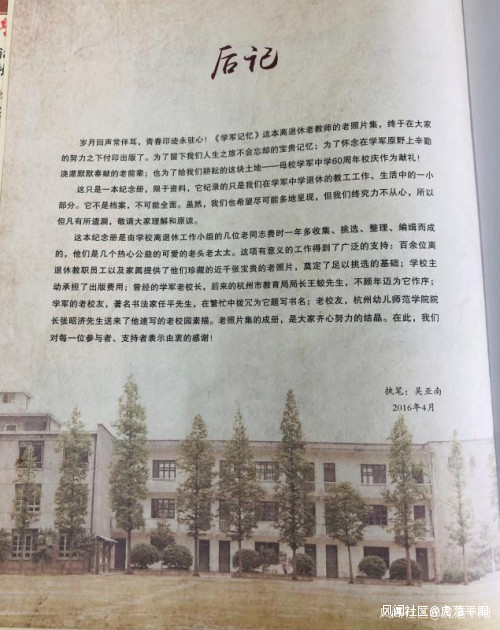 后记
岁月回声常伴耳，青春印迹永驻心！《学军记忆》这本离退休老教师的老照片集，终于在大家
的努力之下付印出版了。为了留下我们人生之旅不会忘却的宝贵记忆；为了怀念在学军原野上辛勤
浇灌默默奉献的老前辈；也为了给我们耕耘的这块土地——母校学军中学60周年校庆作为献礼！
这只是一本纪念册，限于资料，它纪录的只是我们在学军中学退休的教工工作、生活中的一小
部分。它不是档案，不可能全面。虽然，我们也希望尽可能多地呈现，但我们终究力不从心，所以
但凡有所遗漏，敬请大家理解和原谅。
这本纪念册是由学校离退休工作小组的几位老同志费时一年多收集、挑选、整理、编缉而成
的，他们是几个热心公益的可爱的老头老太太。这项有意义的工作得到了广泛的支持：百余位离
退休教职员工以及家属提供了他们珍藏的近千张宝贵的老照片，奠定了足以挑选的基础；学校主
动承担了出版费用；曾经的学军老校长，后来的杭州市教育局局长王蛟先生，不顾年迈为它作序；
学军的老校友，著名书法家任平先生，在繁忙中拨冗为它题写书名；老校友，杭州幼儿师范学院院
长张昭济先生送来了他速写的老校园素描。老照片集的成册，是大家齐心努力的结晶。在此，我们
对每一位参与者、支持者表示由衷的感谢！
执笔：吴亚南
2016年4月
风闻社区@虎落平阳